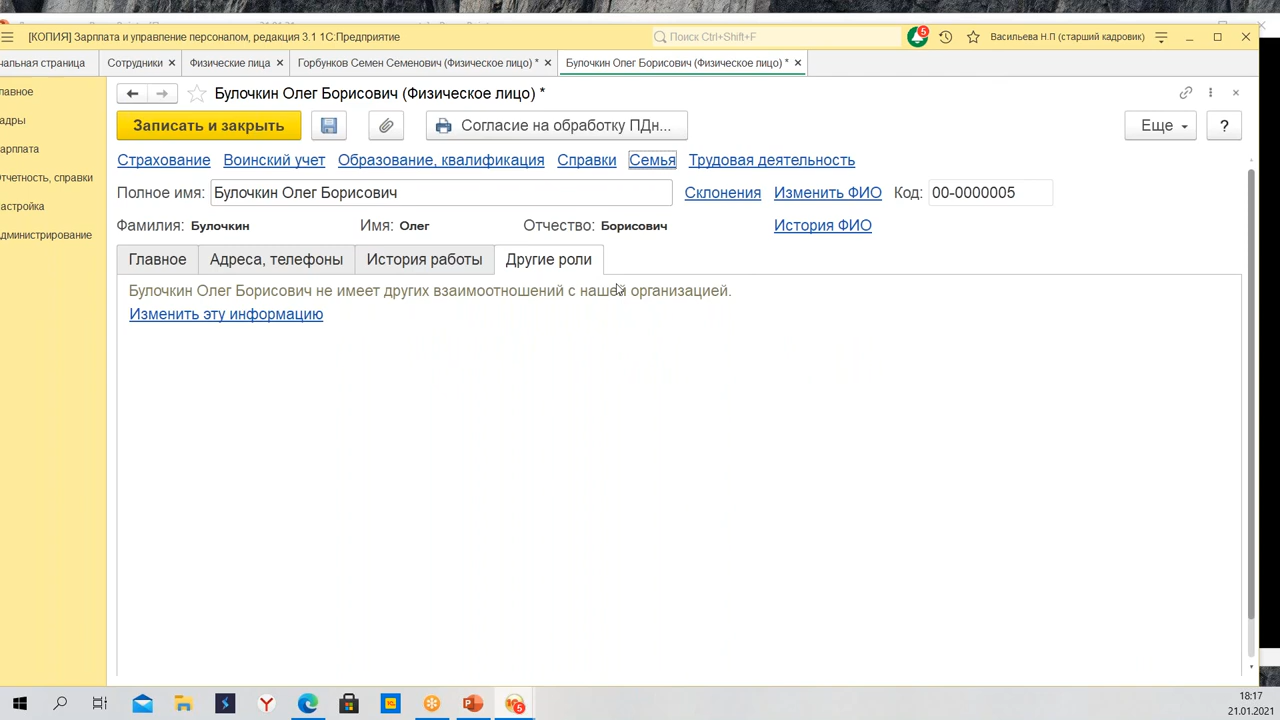 [КОПИЯ] Зарплата и управление персоналом, редакция 3.1 1С:Предприятие
Поиск Ctrl+Shift+F
5
Васильева Н.П (старший кадровик)
чальная страница
Сотрудники
Физические лица
Горбунков Семен Семенович (Физическое лицо) *
Булочкин Олег Борисович (Физическое лицо) *
лавное
адры
арплата
тчетность, справки
астройка
дминистрирование
Булочкин Олег Борисович (Физическое лицо) *
Записать и закрыть
Согласие на обработку ПДн...
Еще
?
Страхование Воинский учет Образование, квалификация Справки Семья Трудовая деятельность
Полное имя: Булочкин Олег Борисович Склонения Изменить ФИО Код: 00-0000005
Фамилия: Булочкин Имя: Олег Отчество: Борисович История ФИО
Главное Адреса, телефоны История работы Другие роли
Булочкин Олег Борисович не имеет других взаимоотношений с нашей организацией.
Изменить эту информацию
18:17
21.01.2021